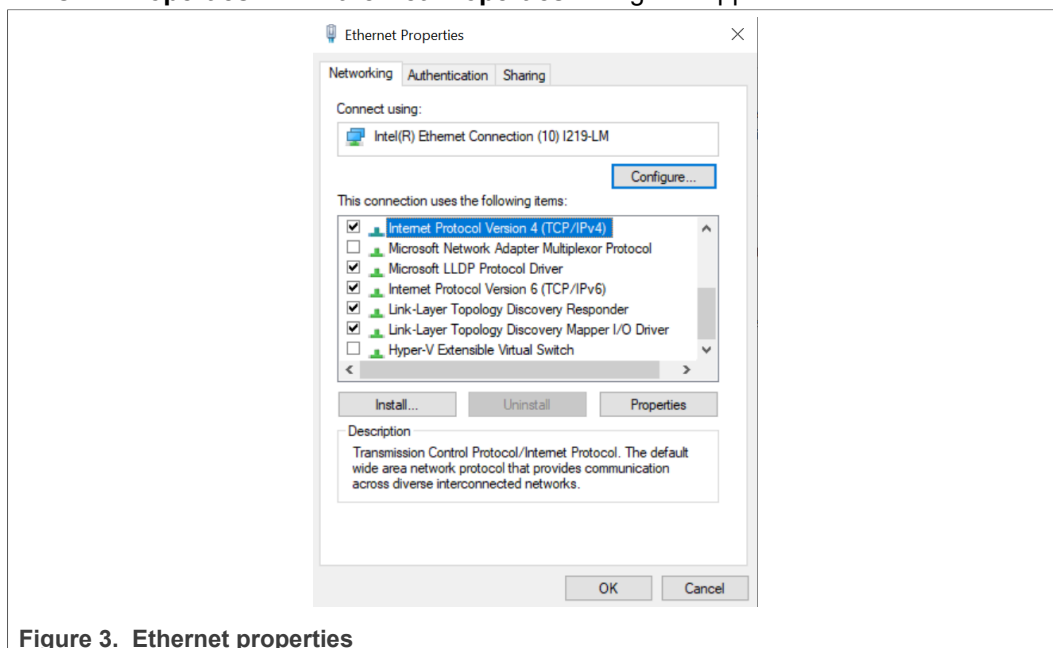 Ethernet Properties
Networking Authentication Sharing
Connect using:
Intel(R) Ethernet Connection (10) I219-LM
Configure...
This connection uses the following items:
Internet Protocol Version 4 (TCP/IPv4)
Microsoft Network Adapter Multiplexor Protocol
Microsoft LLDP Protocol Driver
Internet Protocol Version 6 (TCP/IPv6)
Link-Layer Topology Discovery Responder
Link-Layer Topology Discovery Mapper I/O Driver
Hyper-V Extensible Virtual Switch
Install... Uninstall Properties
Description
Transmission Control Protocol/Internet Protocol. The default
wide area network protocol that provides communication
across diverse interconnected networks.
OK Cancel
Figure 3. Ethernet properties